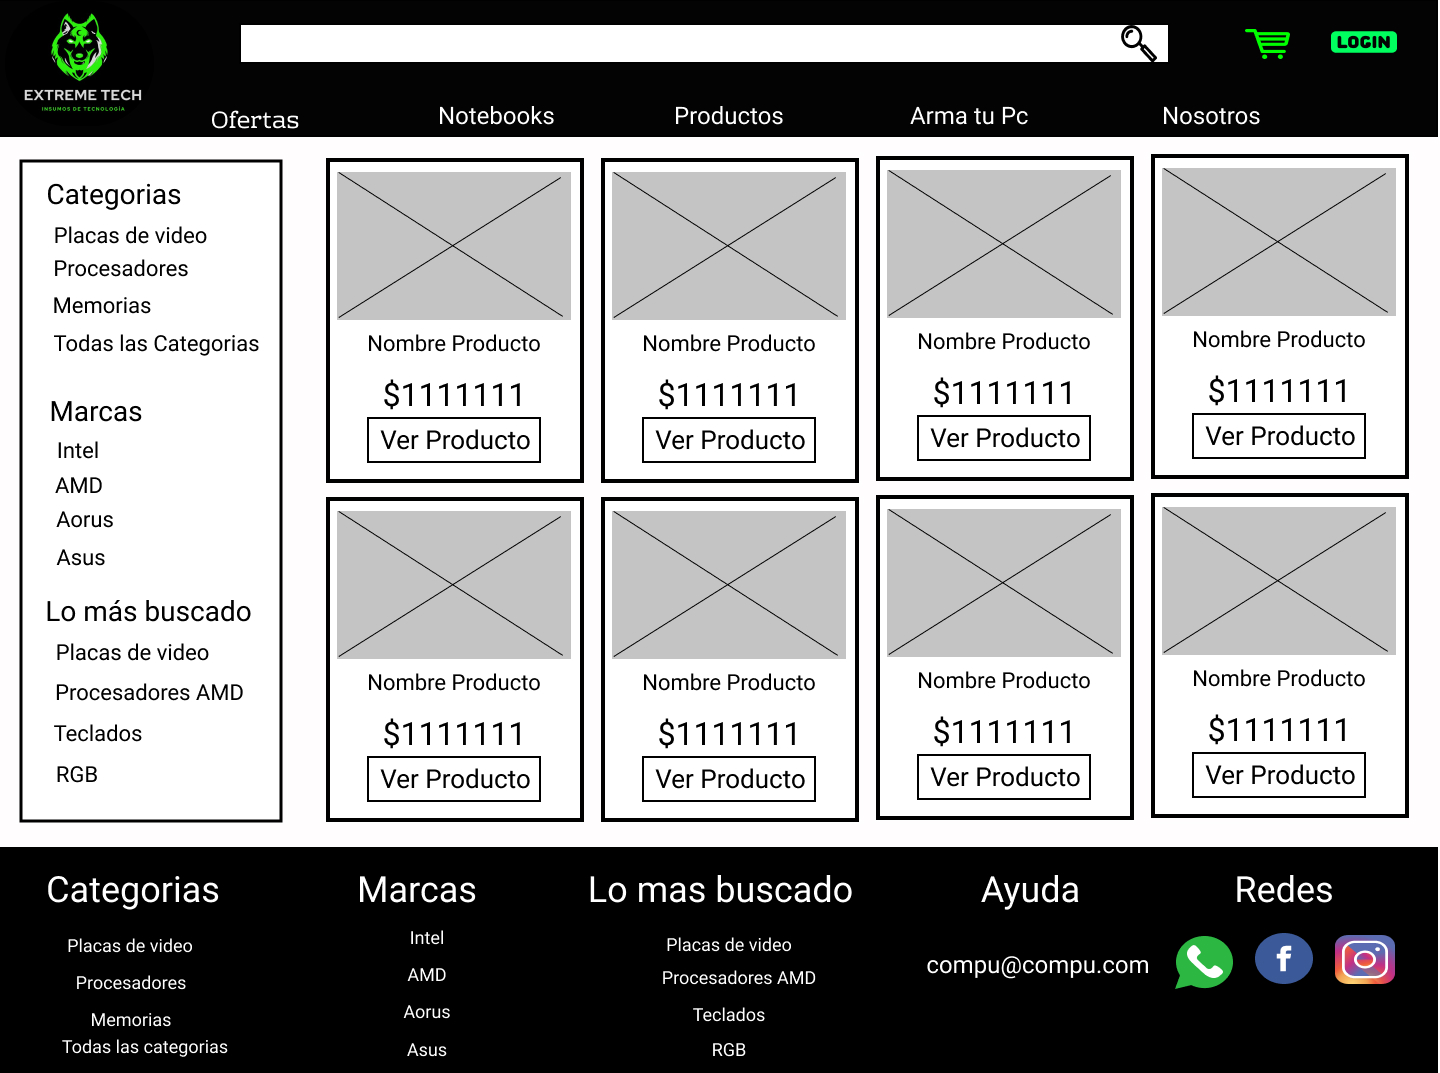 EXTREME TECH
INSUMOS DE TECNOLOGÍA
LOGIN
Ofertas
Notebooks
Productos
Arma tu Pc
Nosotros
Categorias
Placas de video
Procesadores
Memorias
Todas las Categorias
Marcas
Intel
AMD
Aorus
Asus
Lo más buscado
Placas de video
Procesadores AMD
Teclados
RGB
Nombre Producto
$1111111
Ver Producto
Nombre Producto
$1111111
Ver Producto
Nombre Producto
$1111111
Ver Producto
Nombre Producto
$1111111
Ver Producto
Nombre Producto
$1111111
Ver Producto
Nombre Producto
$1111111
Ver Producto
Nombre Producto
$1111111
Ver Producto
Nombre Producto
$1111111
Ver Producto
Categorias
Placas de video
Procesadores
Memorias
Todas las categorias
Marcas
Intel
AMD
Aorus
Asus
Lo mas buscado
Placas de video
Procesadores AMD
Teclados
RGB
Ayuda
compu@compu.com
Redes